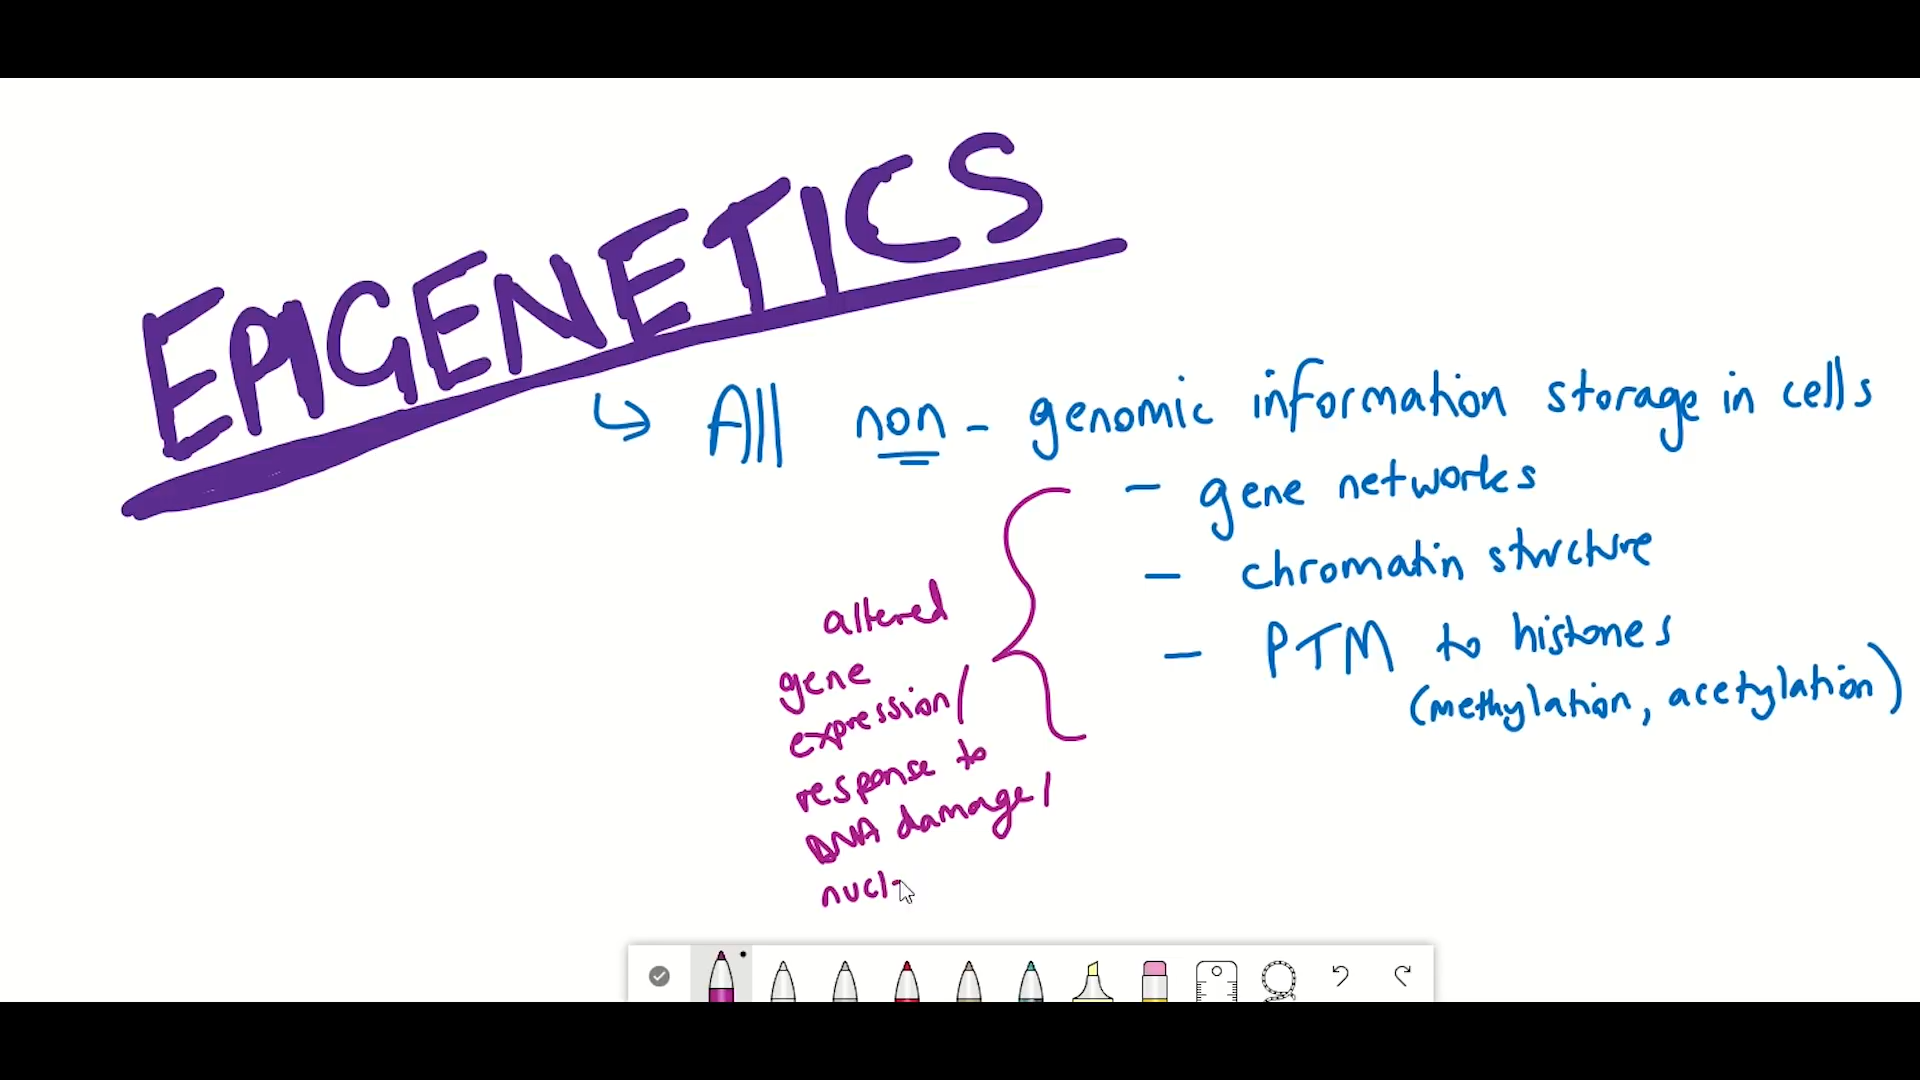 EPIGENETICS
↳ All non - genomic information storage in cells
- gene networks
- chromatin structure
- PTM to histones
(methylation, acetylation)
altered
gene
expression/
response to
DNA damage/
nucl